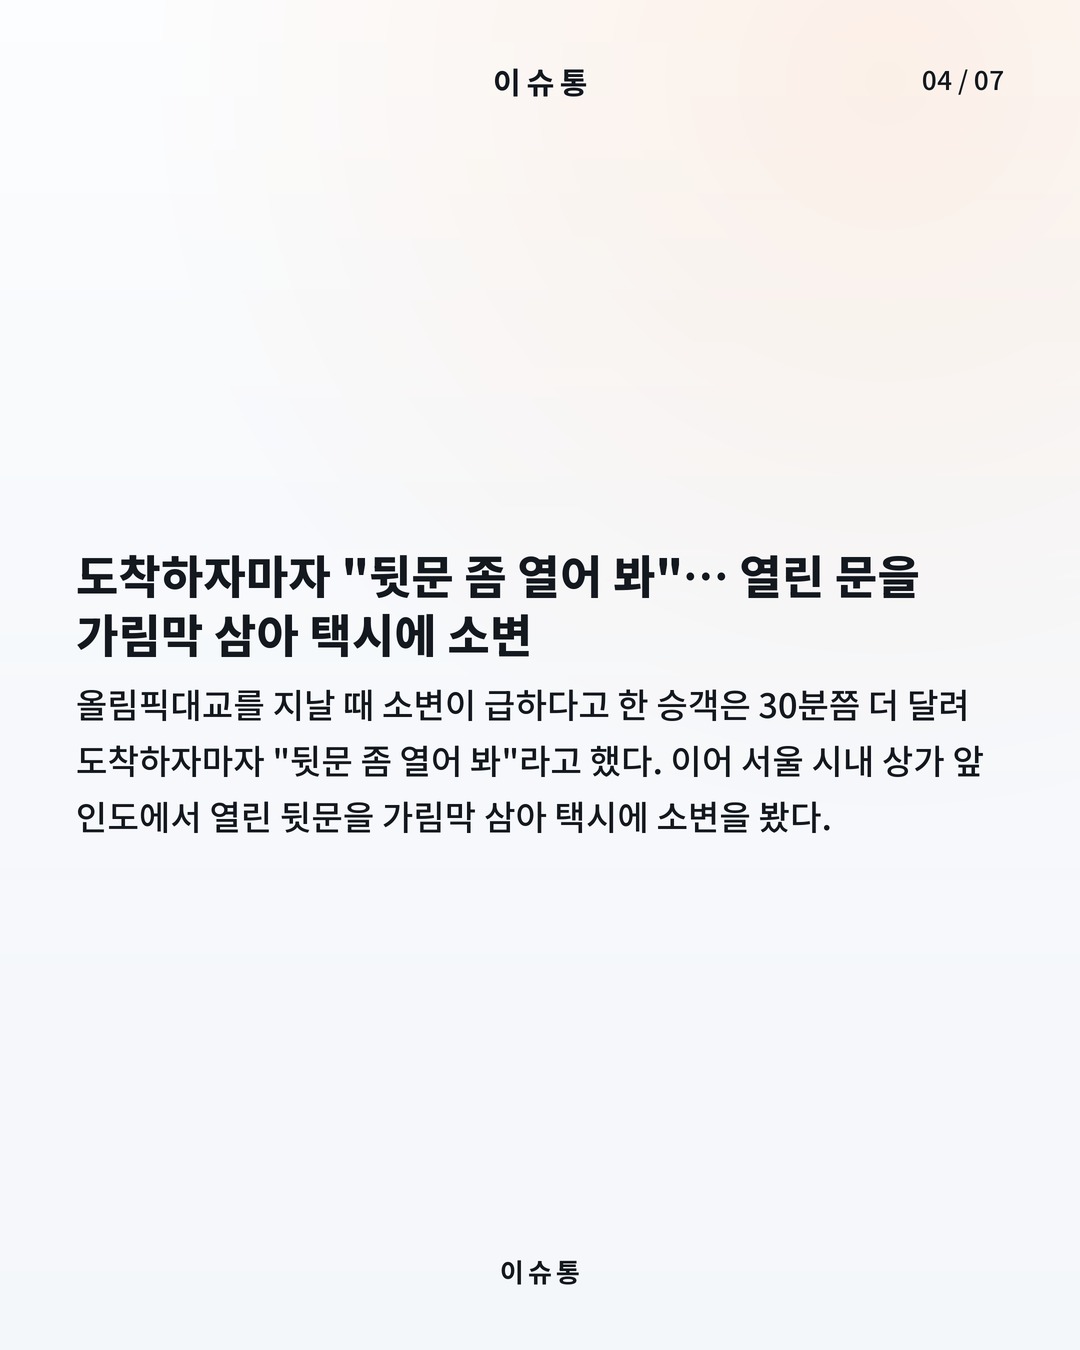 이슈통
04 / 07
도착하자마자 "뒷문 좀 열어 봐"… 열린 문을
가림막 삼아 택시에 소변
올림픽대교를 지날 때 소변이 급하다고 한 승객은 30분쯤 더 달려
도착하자마자 "뒷문 좀 열어 봐"라고 했다. 이어 서울 시내 상가 앞
인도에서 열린 뒷문을 가림막 삼아 택시에 소변을 봤다.
이슈통